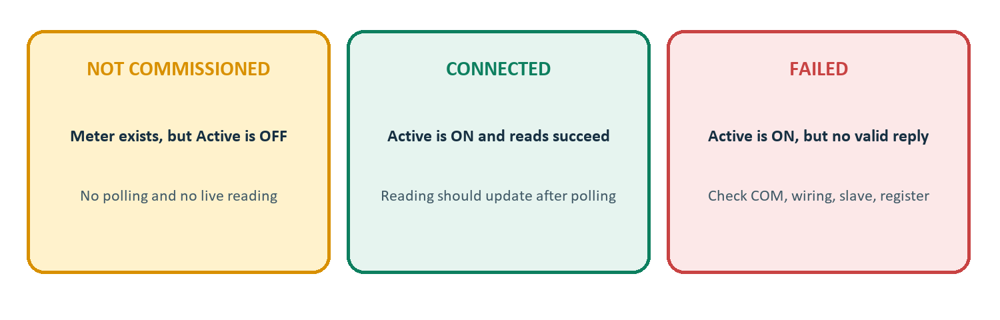 NOT COMMISSIONED
Meter exists, but Active is OFF
No polling and no live reading
CONNECTED
Active is ON and reads succeed
Reading should update after polling
FAILED
Active is ON, but no valid reply
Check COM, wiring, slave, register